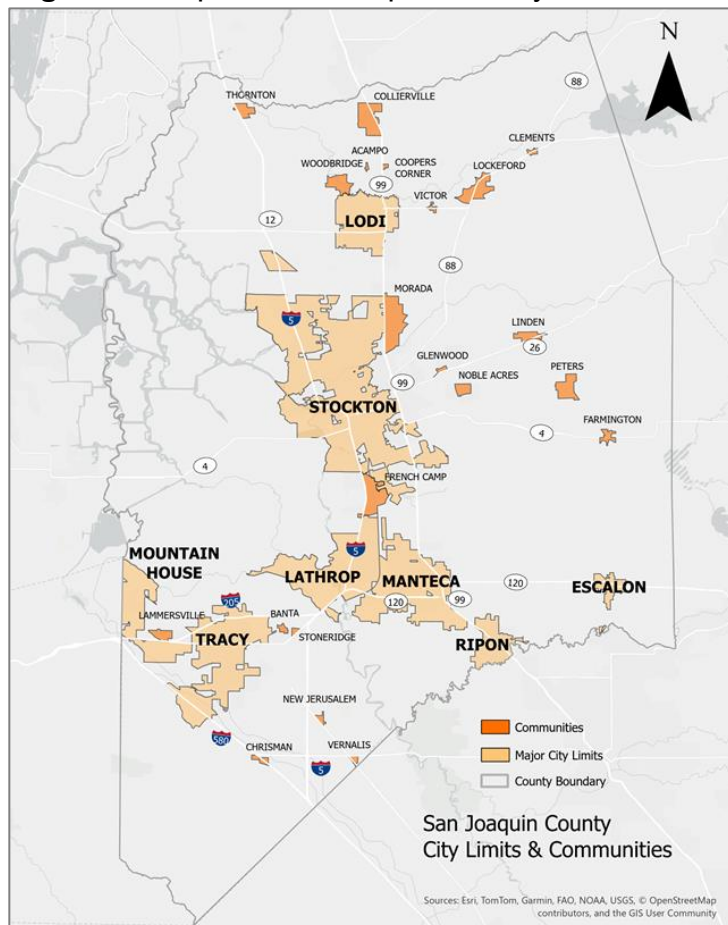 N
THORNTON
COLLIERVILLE
88
CLEMENTS
ACAMPO
WOODBRIDGE
COOPERS
CORNER
LOCKEFORD
99
VICTOR
12
LODI
88
MORADA
5
LINDEN
26
GLENWOOD
NOBLE ACRES
PETERS
99
STOCKTON
FARMINGTON
4
4
FRENCH CAMP
MOUNTAIN
HOUSE
5
LATHROP
MANTECA
120
ESCALON
205
120
99
LAMMERSVILLE
BANTA
TRACY
STONERIDGE
RIPON
NEW JERUSALEM
580
CHRISMAN
VERNALIS
5
Communities
Major City Limits
County Boundary
San Joaquin County
City Limits & Communities
Sources: Esri, TomTom, Garmin, FAO, NOAA, USGS, © OpenStreetMap
contributors, and the GIS User Community